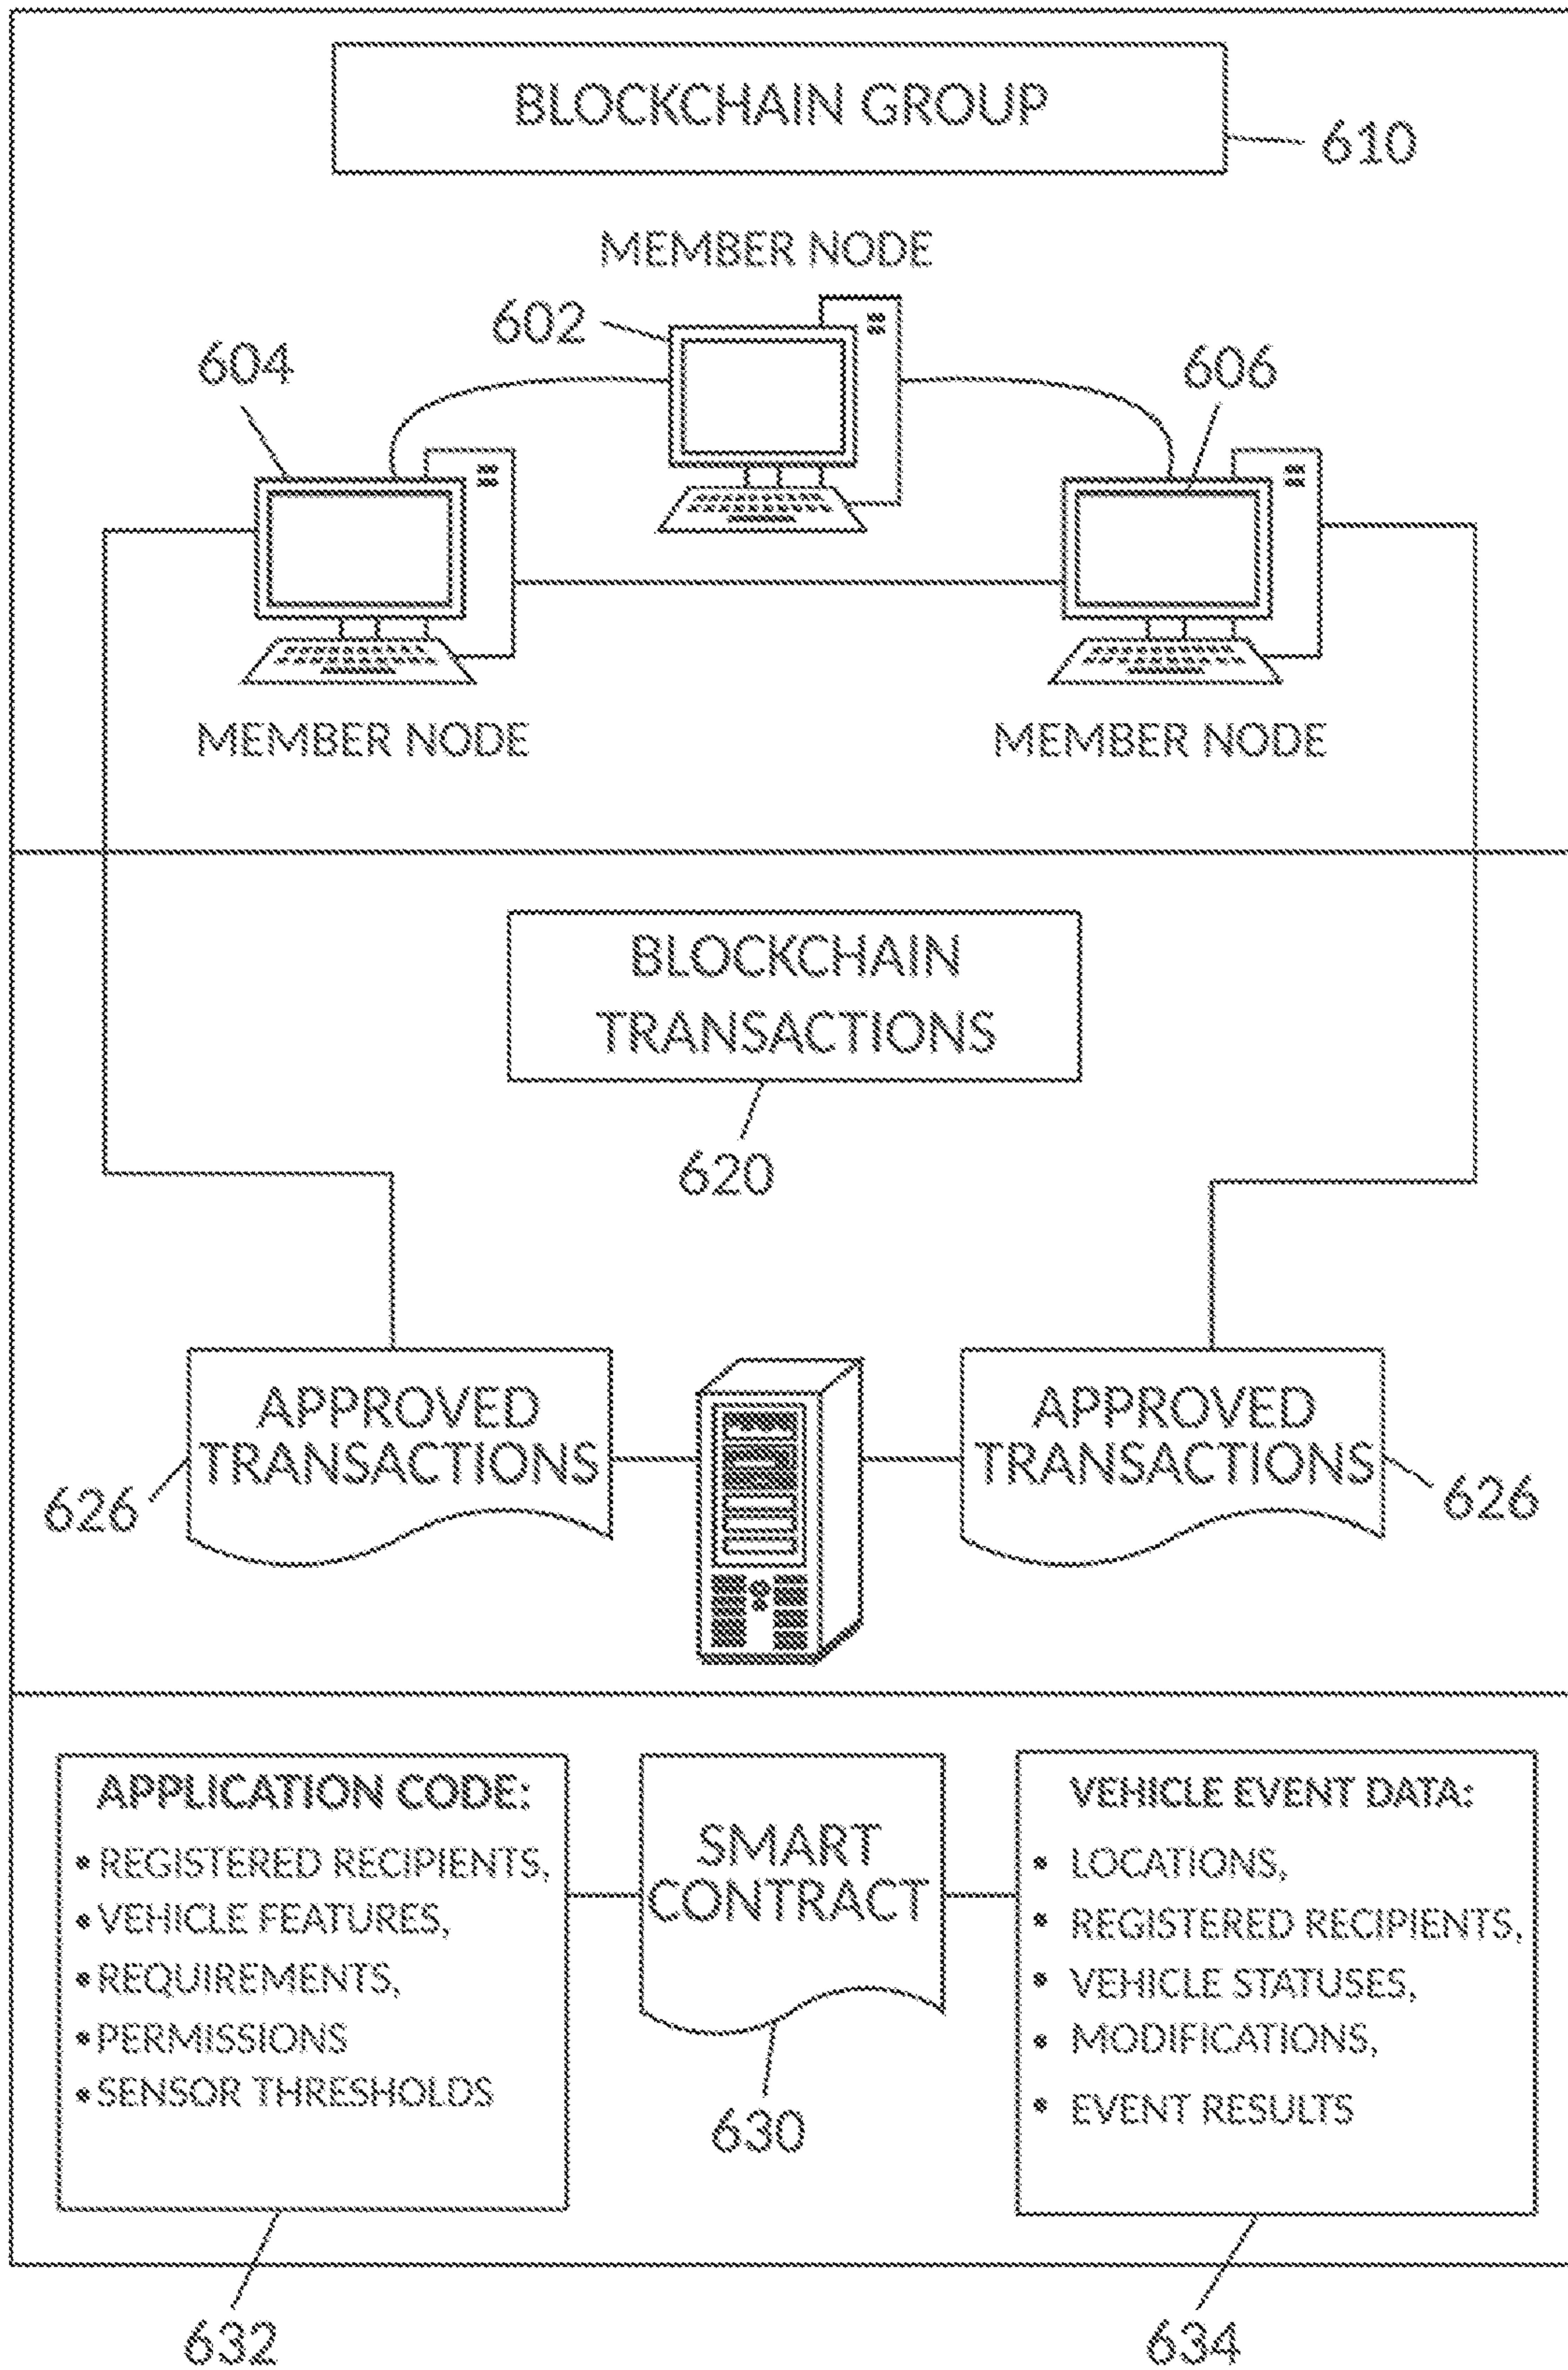 BLOCKCHAIN GROUP
610
MEMBER NODE
602
604
606
MEMBER NODE
MEMBER NODE
BLOCKCHAIN
TRANSACTIONS
620
APPROVED
TRANSACTIONS
626
APPROVED
TRANSACTIONS
626
APPLICATION CODE:
• REGISTERED RECIPIENTS,
• VEHICLE FEATURES,
• REQUIREMENTS,
• PERMISSIONS
• SENSOR THRESHOLDS
632
SMART
CONTRACT
630
VEHICLE EVENT DATA:
• LOCATIONS,
• REGISTERED RECIPIENTS,
• VEHICLE STATUSES,
• MODIFICATIONS,
• EVENT RESULTS
634